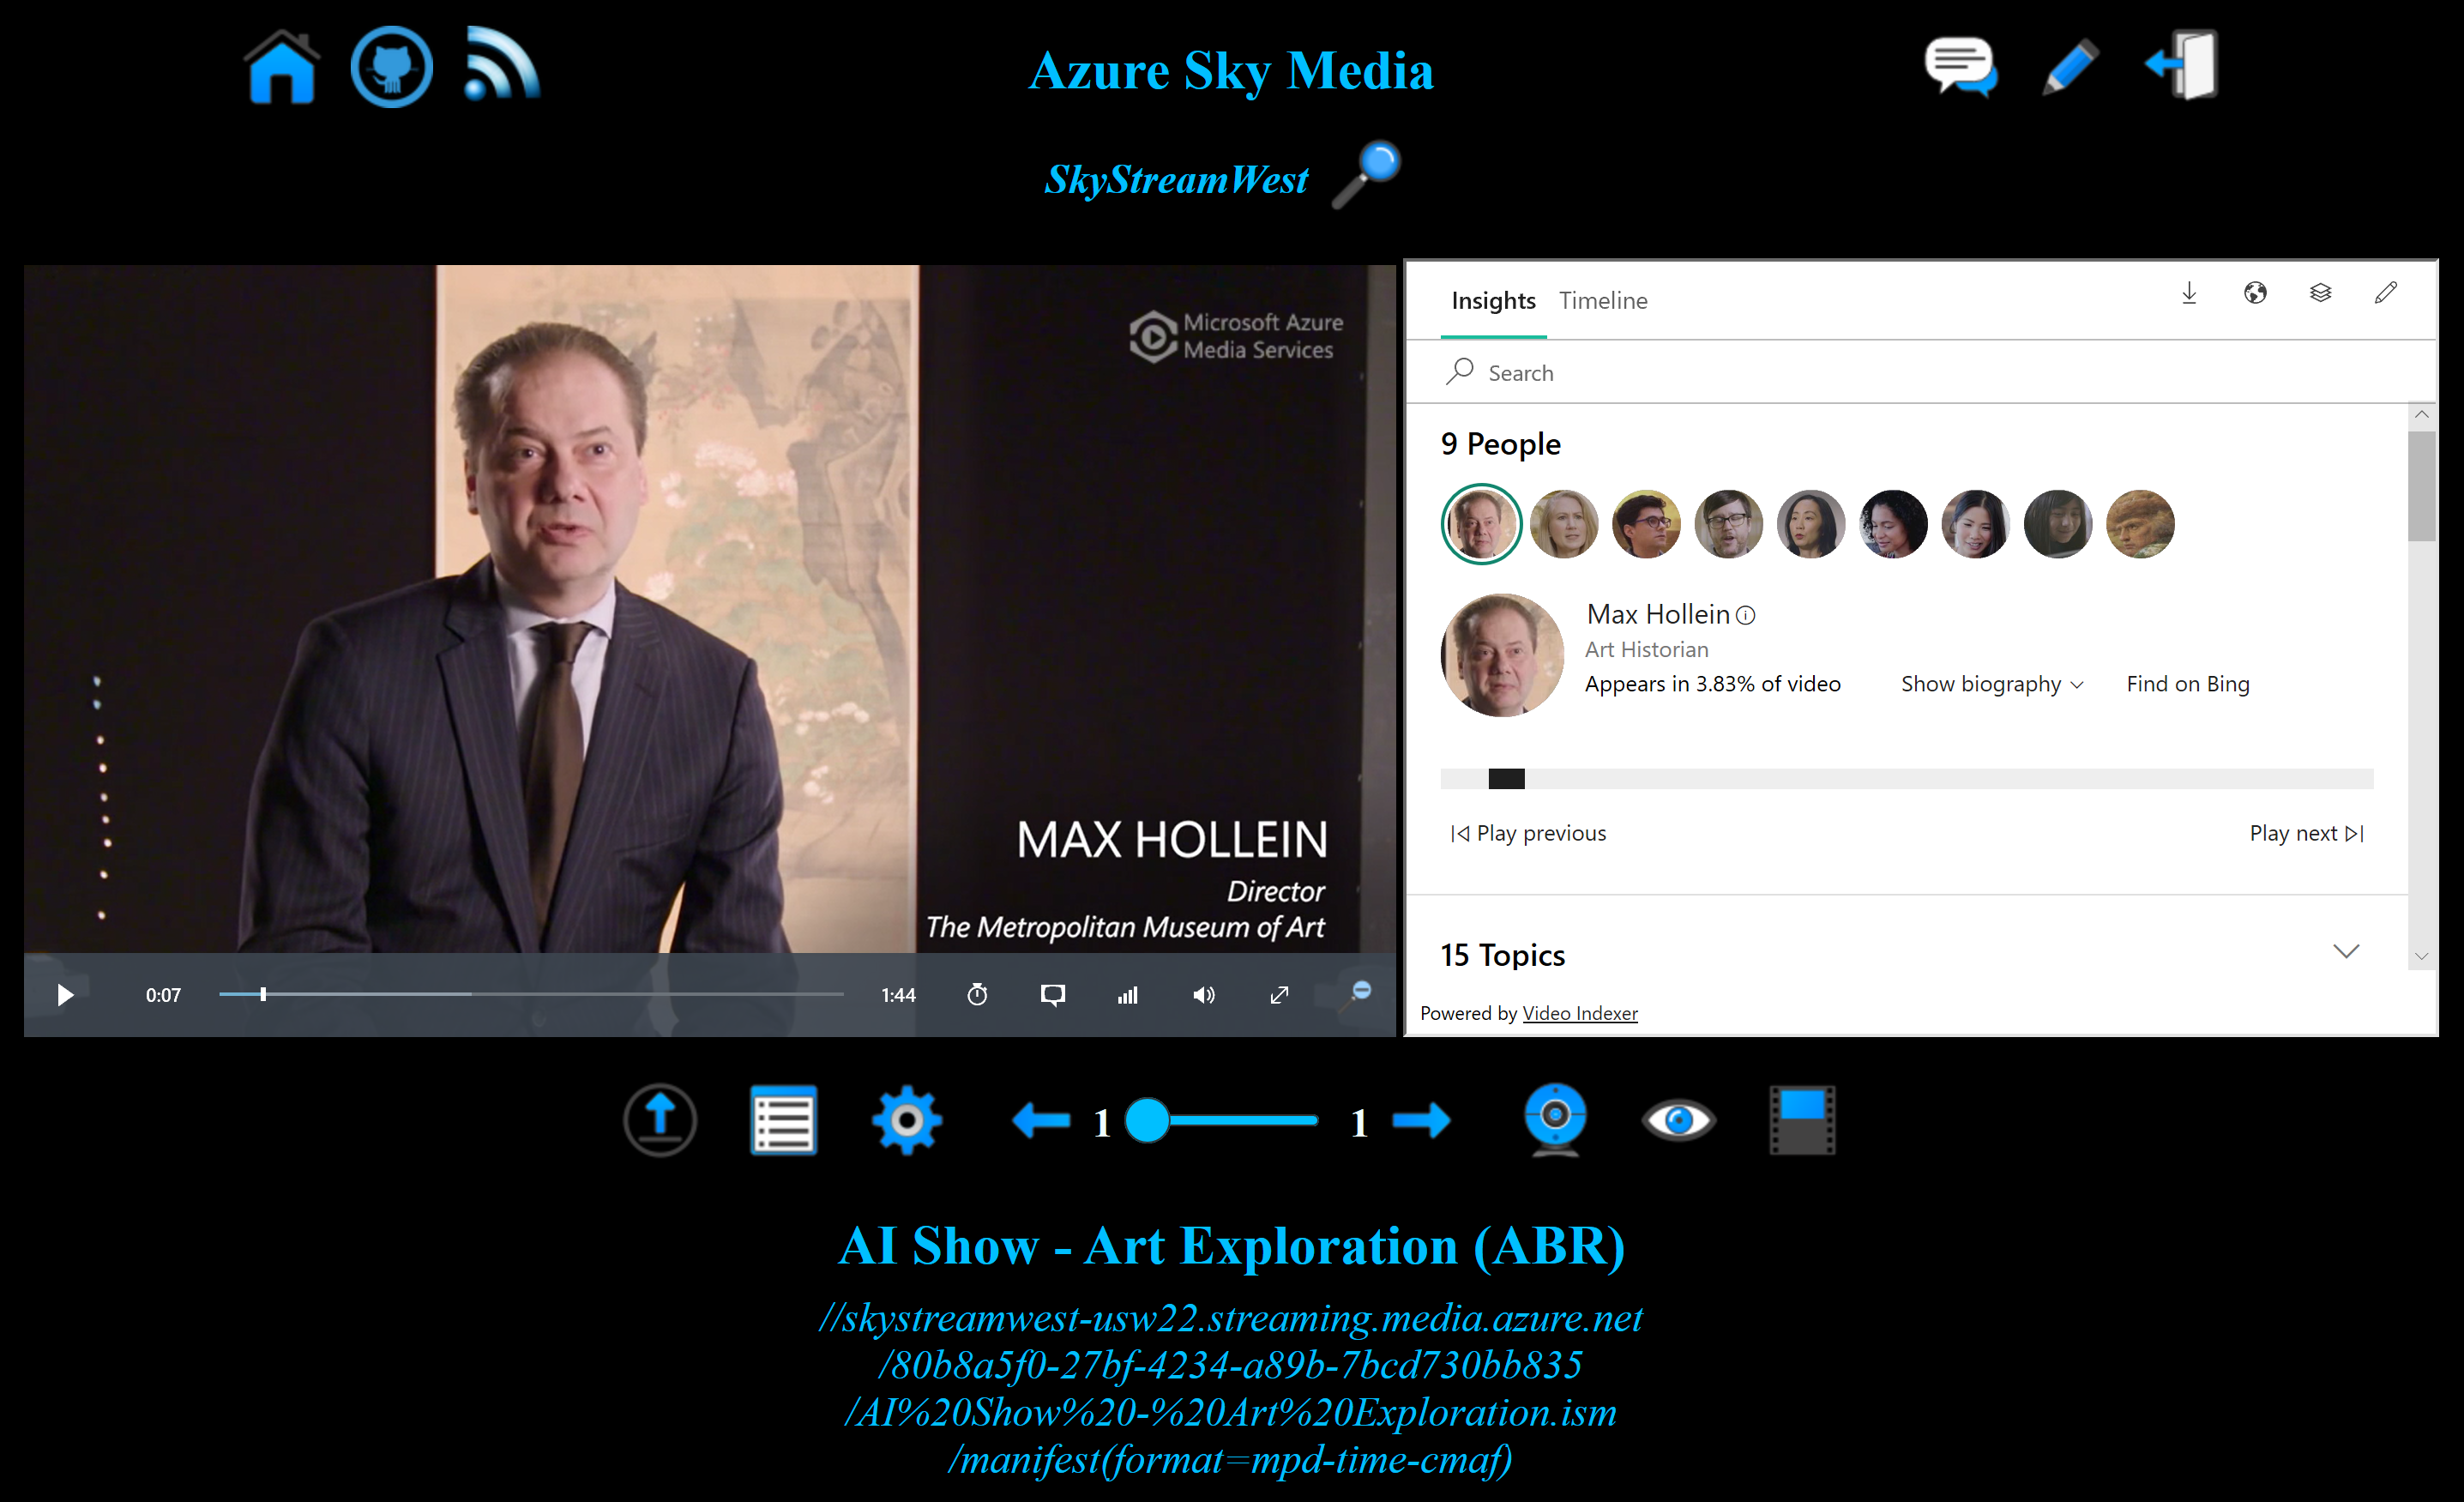 Azure Sky Media
SkyStreamWest
Microsoft Azure
Media Services
MAX HOLLEIN
Director
The Metropolitan Museum of Art
0:07
1:44
Insights
Timeline
Search
9 People
Max Hollein
Art Historian
Appears in 3.83% of video
Show biography
Find on Bing
Play previous
Play next
15 Topics
Powered by Video Indexer
1
1
AI Show - Art Exploration (ABR)
//skystreamwest-usw22.streaming.media.azure.net
/80b8a5f0-27bf-4234-a89b-7bcd730bb835
/AI%20Show%20-%20Art%20Exploration.ism
/manifest(format=mpd-time-cmaf)